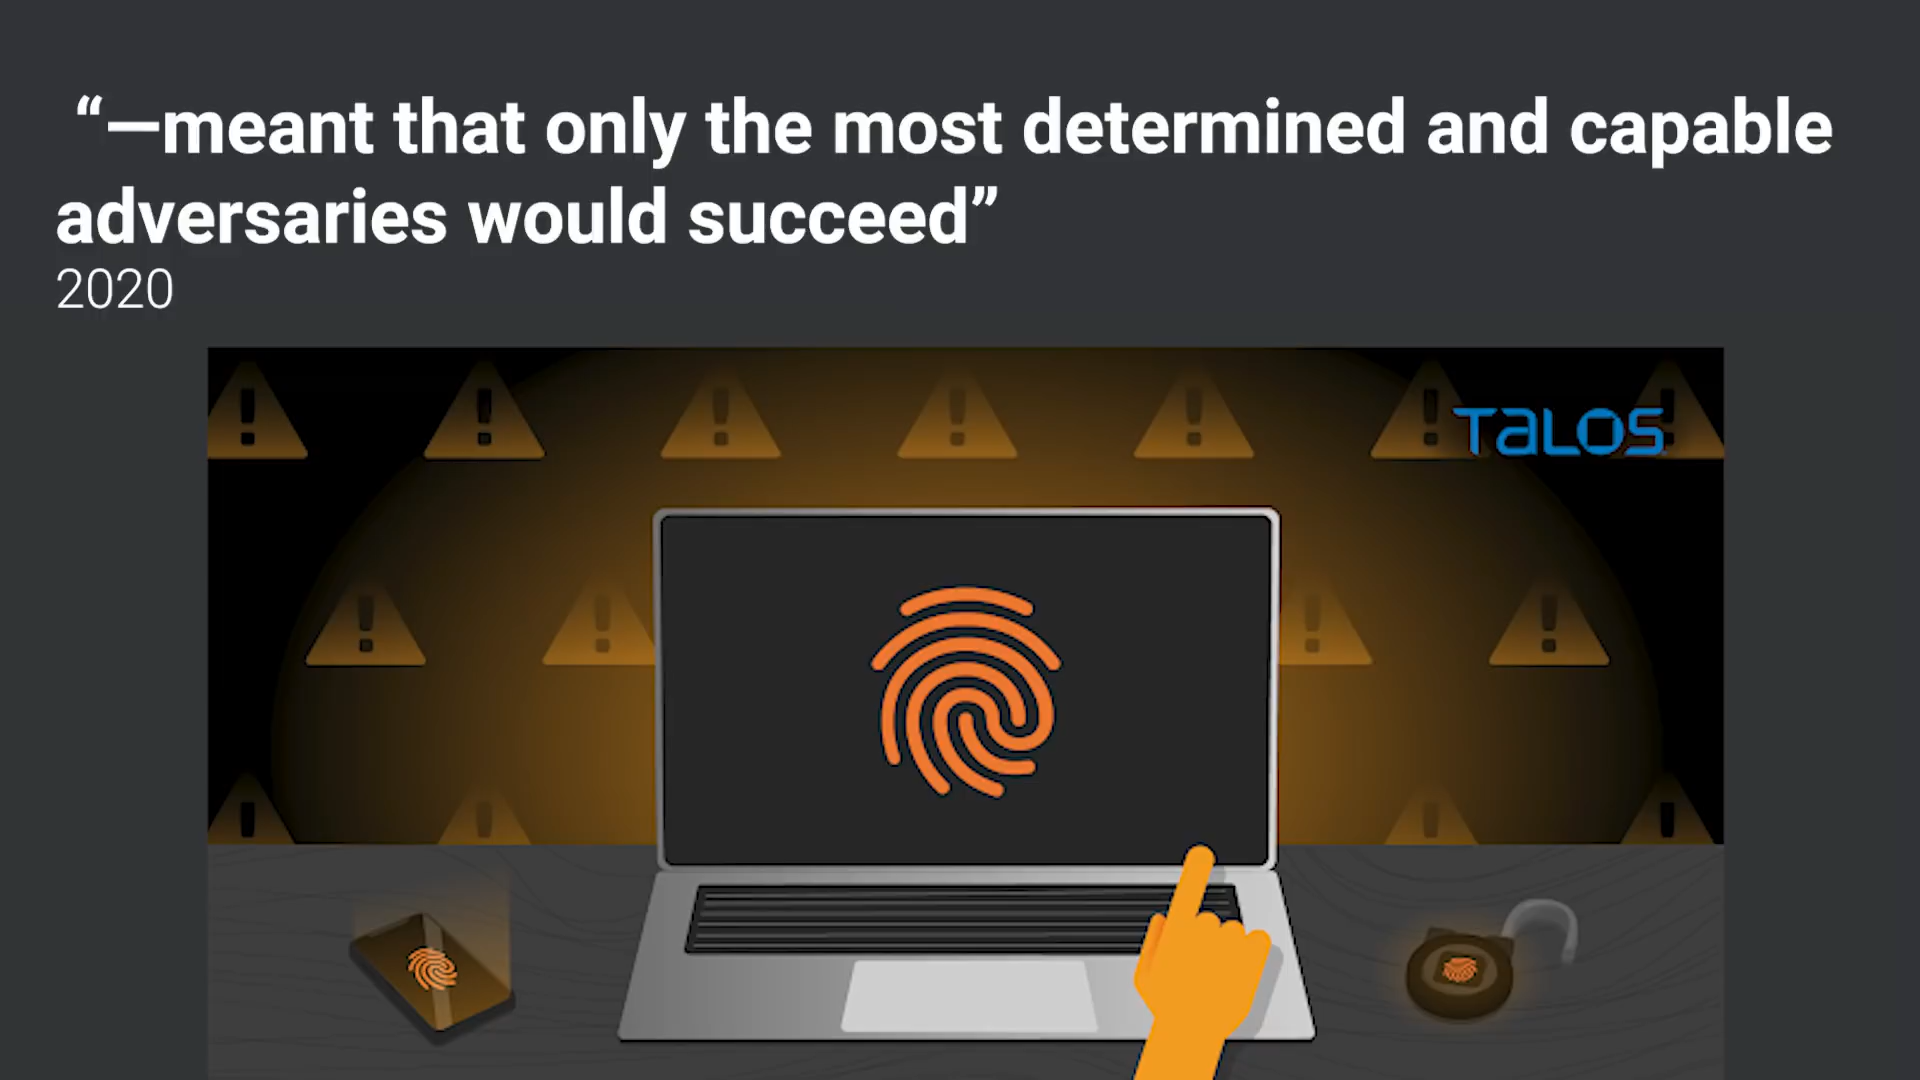 “—meant that only the most determined and capable
adversaries would succeed”
2020
TALOS